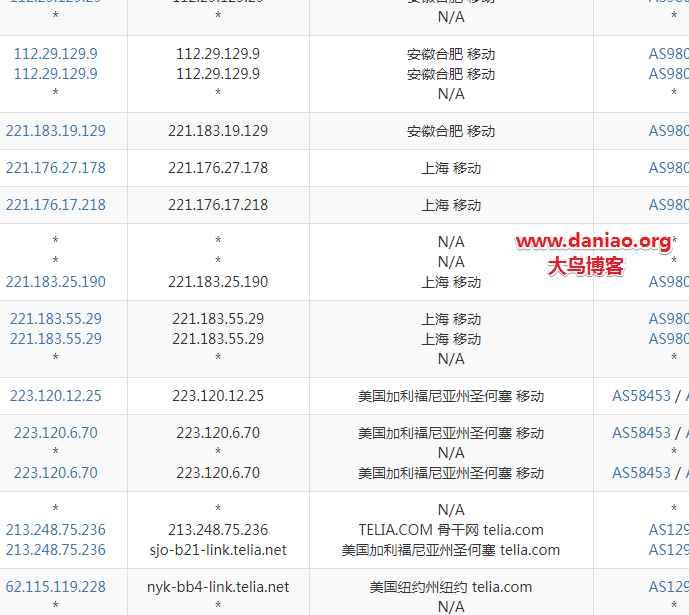 * * N/A *
112.29.129.9 112.29.129.9 安徽合肥 移动 AS980
112.29.129.9 112.29.129.9 安徽合肥 移动 AS980
* * N/A *
221.183.19.129 221.183.19.129 安徽合肥 移动 AS980
221.176.27.178 221.176.27.178 上海 移动 AS980
221.176.17.218 221.176.17.218 上海 移动 AS980
* * N/A *
www.daniao.org
* * N/A *
大鸟博客
221.183.25.190 221.183.25.190 上海 移动 AS980
221.183.55.29 221.183.55.29 上海 移动 AS980
221.183.55.29 221.183.55.29 上海 移动 AS980
* * N/A *
223.120.12.25 223.120.12.25 美国加利福尼亚州圣何塞 移动 AS58453 /
223.120.6.70 223.120.6.70 美国加利福尼亚州圣何塞 移动 AS58453 /
* * N/A *
223.120.6.70 223.120.6.70 美国加利福尼亚州圣何塞 移动 AS58453 /
* * N/A *
213.248.75.236 213.248.75.236 TELIA.COM 骨干网 telia.com AS129
213.248.75.236 sjo-b21-link.telia.net 美国加利福尼亚州圣何塞 telia.com AS129
62.115.119.228 nyk-bb4-link.telia.net 美国纽约州纽约 telia.com AS129
* * N/A *